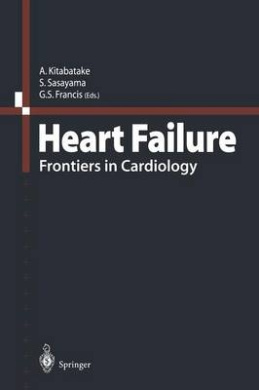 A. Kitabatake
S. Sasayama
G.S. Francis (Eds.)
Heart Failure
Frontiers in Cardiology
Springer